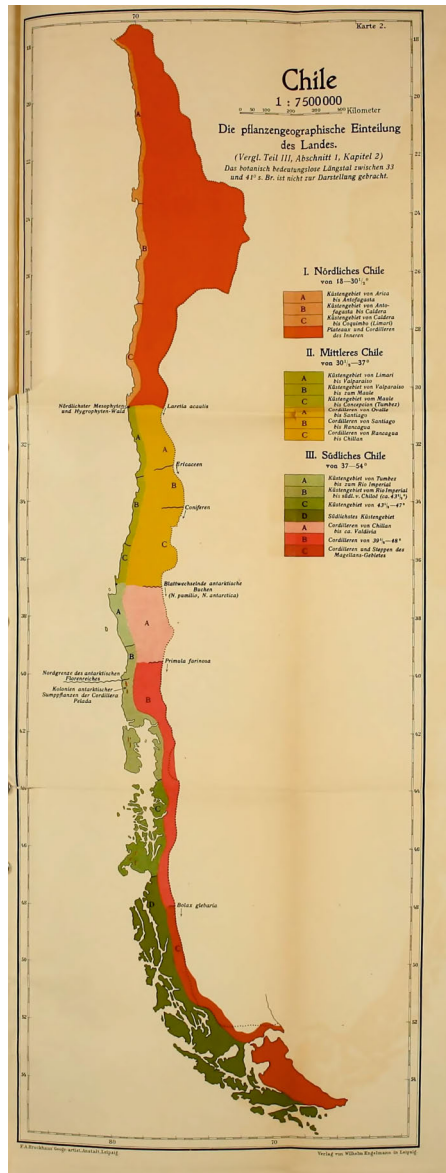 Karte 2.
Chile
1 : 7500000
Kilometer
Die pflanzengeographische Einteilung
des Landes.
(Vergl. Teil III, Abschnitt 1, Kapitel 2)
Das botanisch bedeutungslose Längstal zwischen 33
und 41° s. Br. ist nicht zur Darstellung gebracht.
I. Nördliches Chile
von 18—30½°
A Küstengebiet von Arica
bis Antofagasta
B Küstengebiet von Anto-
fagasta bis Caldera
C Küstengebiet von Caldera
bis Coquimbo (Limari)
Plateaux und Cordilleren
des Inneren
II. Mittleres Chile
von 30½—37°
A Küstengebiet von Limari
bis Valparaiso
B Küstengebiet von Valparaiso
bis zum Maule
C Küstengebiet vom Maule
bis Concepcion (Tumbez)
A Cordilleren von Ovalle
bis Santiago
B Cordilleren von Santiago
bis Rancagua
C Cordilleren von Rancagua
bis Chillan
III. Südliches Chile
von 37—54°
A Küstengebiet von Tumbez
bis zum Rio Imperial
B Küstengebiet vom Rio Imperial
bis südl. v. Chiloé (ca. 43½°)
C Küstengebiet von 43½—47°
D Südlichstes Küstengebiet
A Cordilleren von Chillan
bis ca. Valdivia
B Cordilleren von 39½—48°
C Cordilleren und Steppen des
Magellans-Gebietes
A
B
C
Nördlichster Mesophyten-
und Hygrophyten-Wald
Laretia acaulis
A
A
Ericaceen
B
B
Coniferen
C
C
Blattwechselnde antarktische
Buchen
(N. pumilio, N. antarctica)
A
A
B
Primula farinosa
Nordgrenze des antarktischen
Florenreiches
Kolonien antarktischer
Sumpfpflanzen der Cordillera
Pelada
B
C
D
Bolax glebaria
C
80
70
F.A.Brockhaus' Geogr.-artist. Anstalt, Leipzig.
Verlag von Wilhelm Engelmann in Leipzig.